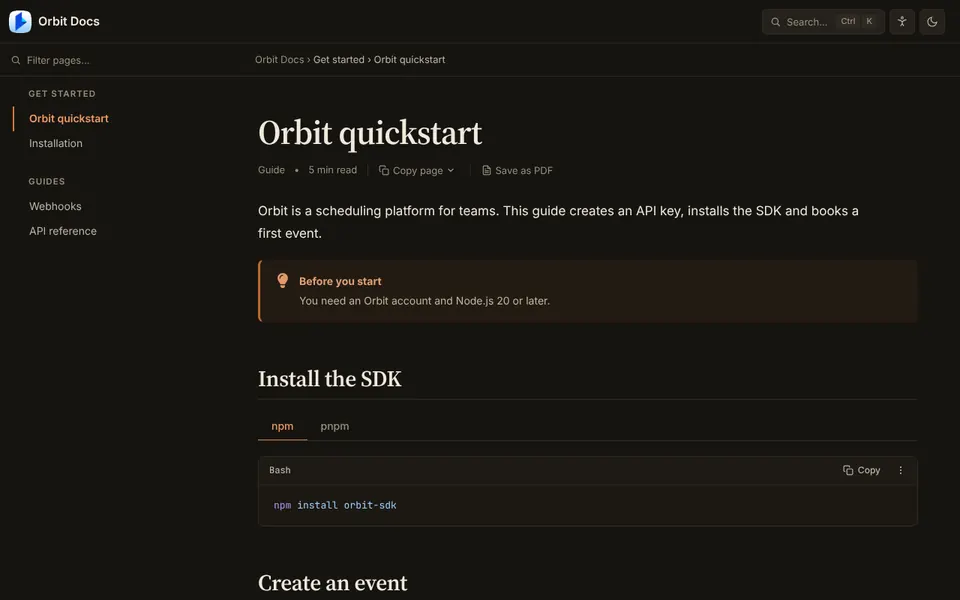 Orbit Docs
Search... Ctrl K
Filter pages...
Orbit Docs › Get started › Orbit quickstart
GET STARTED
Orbit quickstart
Installation
GUIDES
Webhooks
API reference
Orbit quickstart
Guide • 5 min read Copy page Save as PDF
Orbit is a scheduling platform for teams. This guide creates an API key, installs the SDK and books a
first event.
Before you start
You need an Orbit account and Node.js 20 or later.
Install the SDK
npm pnpm
Bash Copy
npm install orbit-sdk
Create an event